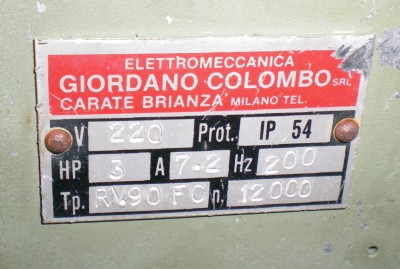 ELETTROMECCANICA
GIORDANO COLOMBO SRL
CARATE BRIANZA MILANO TEL.
V 220 Prot. IP 54
HP 3 A 7.2 Hz 200
Tp. RV.90 FC n. 12000